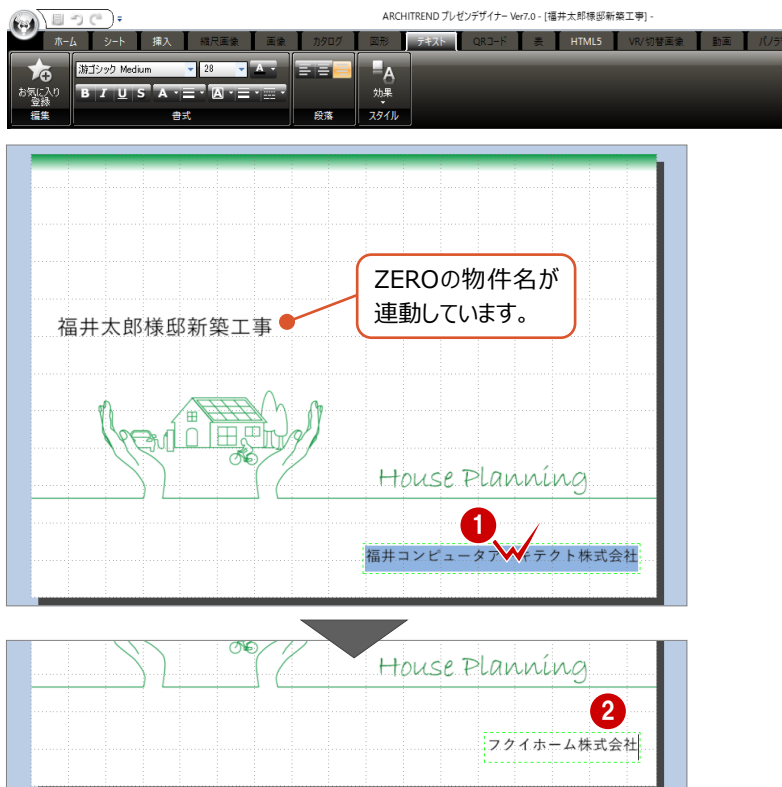 ARCHITREND プレゼンデザイナー Ver7.0 - [福井太郎様邸新築工事] -
ホーム シート 挿入 縮尺画像 画像 カタログ 図形 テキスト QRコード 表 HTML5 VR/切替画像 動画 パノラ
游ゴシック Medium 28 A
お気に入り
登録
B I U S A A
効果
編集 書式 段落 スタイル
ZEROの物件名が
連動しています。
福井太郎様邸新築工事
House Planning
1
福井コンピュータアキテクト株式会社
House Planning
2
フクイホーム株式会社